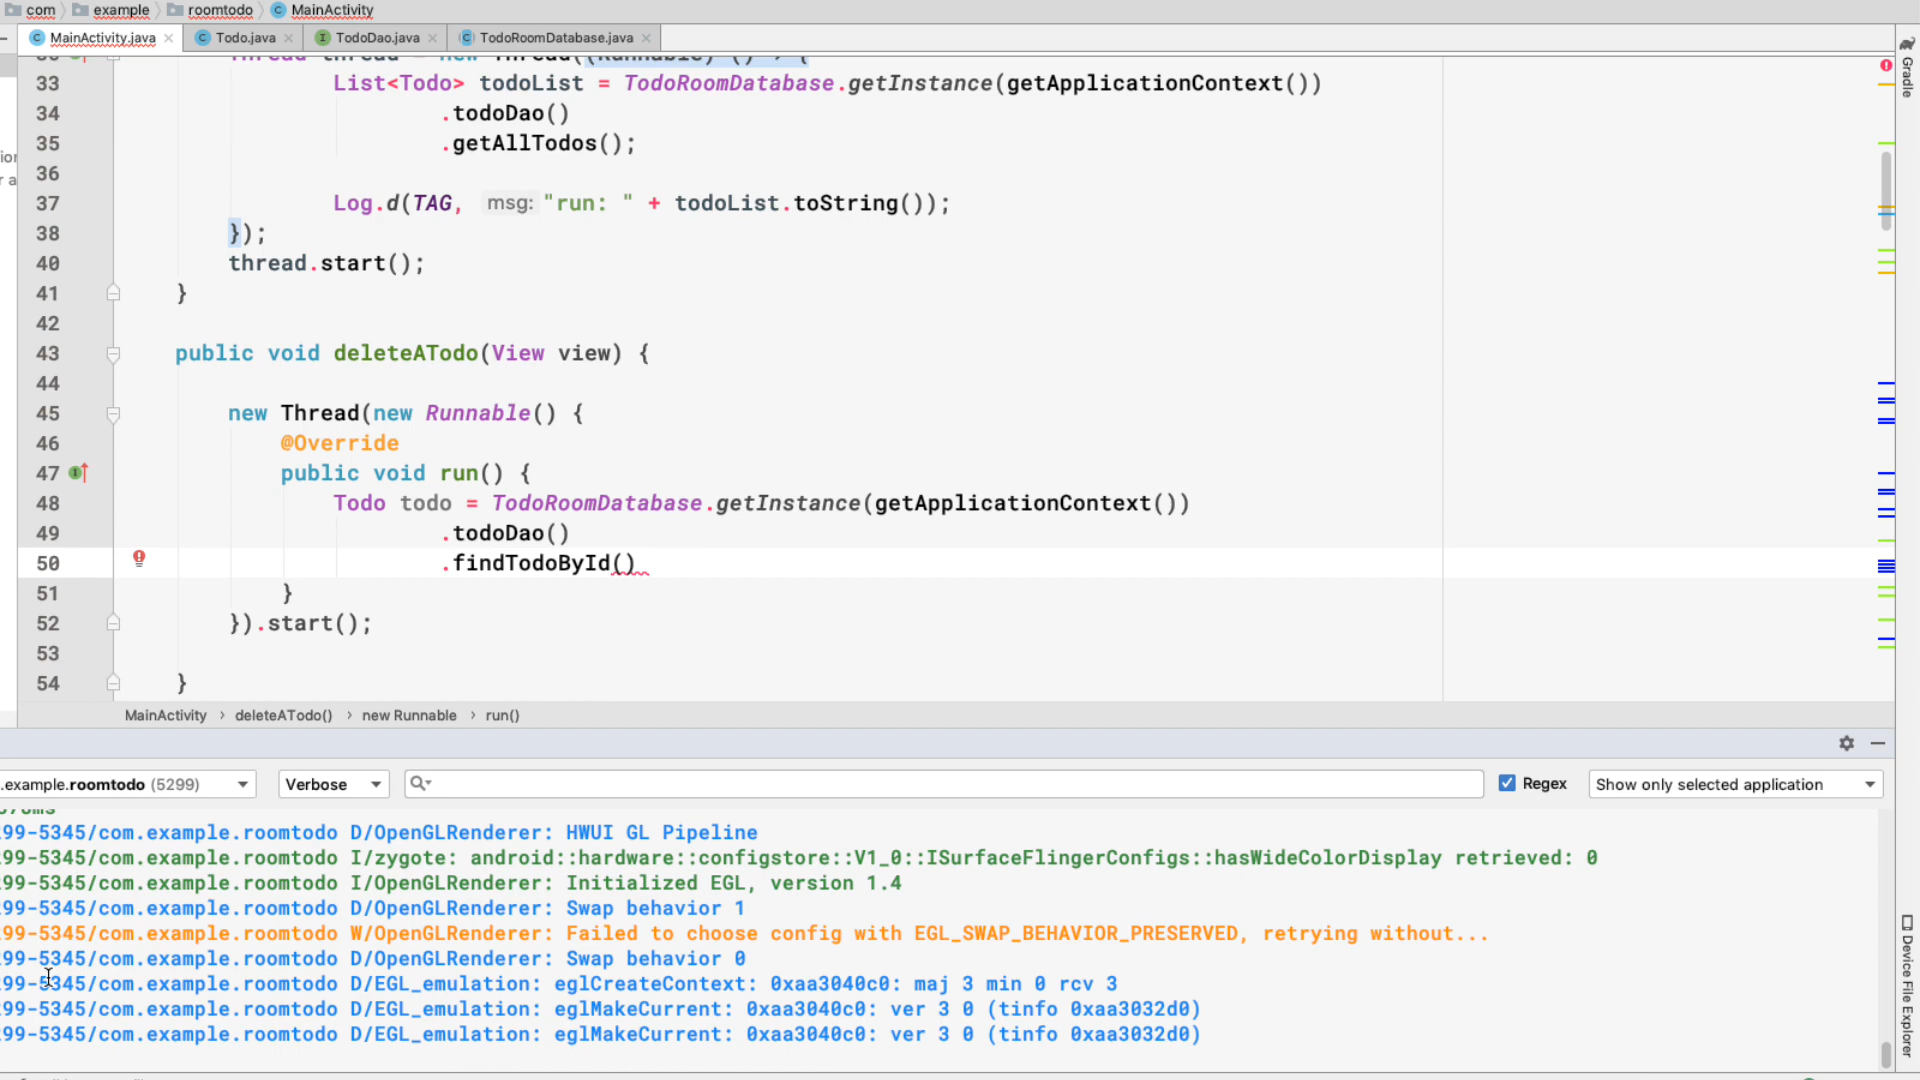 com example roomtodo MainActivity
MainActivity.java Todo.java TodoDao.java TodoRoomDatabase.java
Gradle
33 List<Todo> todoList = TodoRoomDatabase.getInstance(getApplicationContext())
34 .todoDao()
35 .getAllTodos();
36
37 Log.d(TAG, msg: "run: " + todoList.toString());
38 });
40 thread.start();
41 }
42
43 public void deleteATodo(View view) {
44
45 new Thread(new Runnable() {
46 @Override
47 public void run() {
48 Todo todo = TodoRoomDatabase.getInstance(getApplicationContext())
49 .todoDao()
50 .findTodoById()
51 }
52 }).start();
53
54 }
MainActivity › deleteATodo() › new Runnable › run()
.example.roomtodo (5299) Verbose Regex Show only selected application
99-5345/com.example.roomtodo D/OpenGLRenderer: HWUI GL Pipeline
99-5345/com.example.roomtodo I/zygote: android::hardware::configstore::V1_0::ISurfaceFlingerConfigs::hasWideColorDisplay retrieved: 0
99-5345/com.example.roomtodo I/OpenGLRenderer: Initialized EGL, version 1.4
99-5345/com.example.roomtodo D/OpenGLRenderer: Swap behavior 1
99-5345/com.example.roomtodo W/OpenGLRenderer: Failed to choose config with EGL_SWAP_BEHAVIOR_PRESERVED, retrying without...
99-5345/com.example.roomtodo D/OpenGLRenderer: Swap behavior 0
99-5345/com.example.roomtodo D/EGL_emulation: eglCreateContext: 0xaa3040c0: maj 3 min 0 rcv 3
99-5345/com.example.roomtodo D/EGL_emulation: eglMakeCurrent: 0xaa3040c0: ver 3 0 (tinfo 0xaa3032d0)
99-5345/com.example.roomtodo D/EGL_emulation: eglMakeCurrent: 0xaa3040c0: ver 3 0 (tinfo 0xaa3032d0)
Device File Explorer